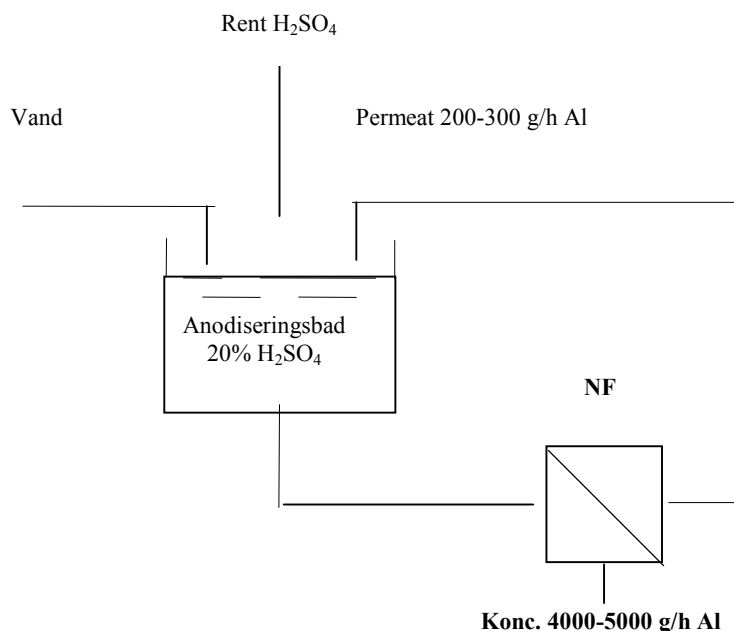 Rent H₂SO₄
Vand
Permeat 200-300 g/h Al
Anodiseringsbad
20% H₂SO₄
NF
Konc. 4000-5000 g/h Al